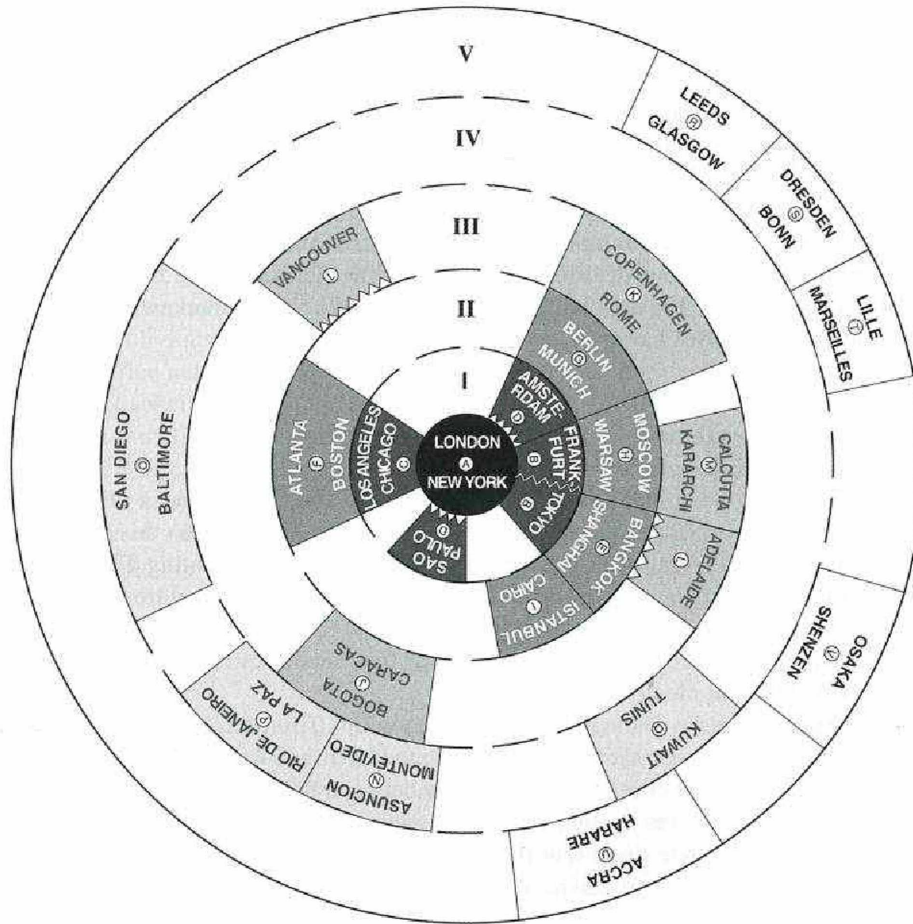 V
IV
III
II
I
LEEDS
R
GLASGOW
DRESDEN
S
BONN
LILLE
T
MARSEILLES
VANCOUVER
L
COPENHAGEN
K
ROME
BERLIN
MUNICH
AMSTE-
RDAM
D
FRANK-
FURT
B
TOKYO
MOSCOW
H
WARSAW
CALCUTTA
M
KARARCHI
ATLANTA
F
BOSTON
LOS ANGELES
CHICAGO
LONDON
A
NEW YORK
SAN DIEGO
O
BALTIMORE
SAO
PAULO
D
SHANGHAI
BANGKOK
ADELAIDE
L
CAIRO
I
ISTANBUL
CARACAS
J
BOGOTA
LA PAZ
P
RIO DE JANEIRO
MONTEVIDEO
N
ASUNCION
TUNIS
Q
KUWAIT
OSAKA
V
SHENZEN
HARARE
U
ACCRA